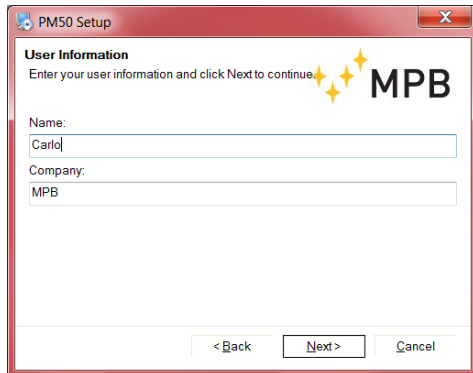 PM50 Setup
User Information
Enter your user information and click Next to continue.
MPB
Name:
Carlo
Company:
MPB
< Back
Next >
Cancel